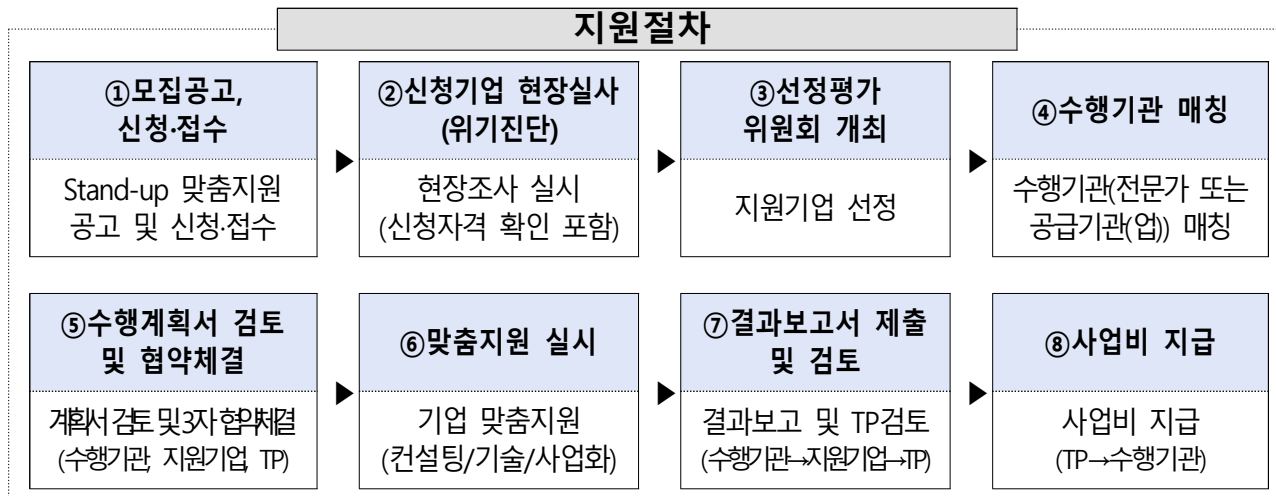 지원절차
①모집공고,
신청·접수
Stand-up 맞춤지원
공고 및 신청·접수
▶
②신청기업 현장실사
(위기진단)
현장조사 실시
(신청자격 확인 포함)
▶
③선정평가
위원회 개최
지원기업 선정
▶
④수행기관 매칭
수행기관(전문가 또는
공급기관(업)) 매칭
⑤수행계획서 검토
및 협약체결
계획서 검토 및 3자 협약체결
(수행기관, 지원기업, TP)
▶
⑥맞춤지원 실시
기업 맞춤지원
(컨설팅/기술/사업화)
▶
⑦결과보고서 제출
및 검토
결과보고 및 TP검토
(수행기관→지원기업→TP)
▶
⑧사업비 지급
사업비 지급
(TP→수행기관)